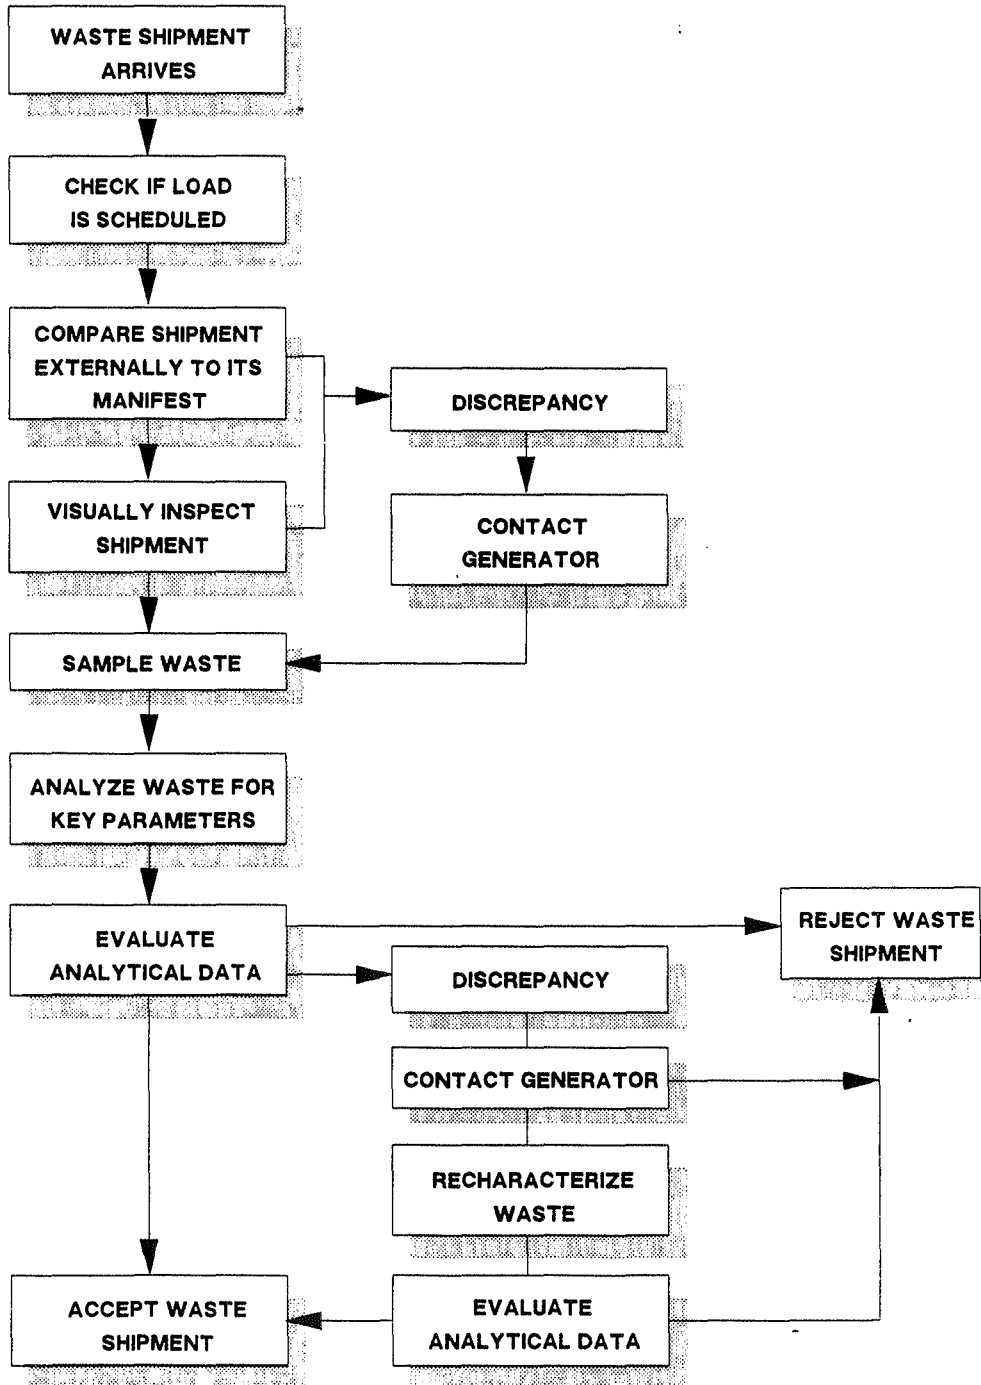 WASTE SHIPMENT
ARRIVES
CHECK IF LOAD
IS SCHEDULED
COMPARE SHIPMENT
EXTERNALLY TO ITS
MANIFEST
DISCREPANCY
VISUALLY INSPECT
SHIPMENT
CONTACT
GENERATOR
SAMPLE WASTE
ANALYZE WASTE FOR
KEY PARAMETERS
EVALUATE
ANALYTICAL DATA
REJECT WASTE
SHIPMENT
DISCREPANCY
CONTACT GENERATOR
RECHARACTERIZE
WASTE
EVALUATE
ANALYTICAL DATA
ACCEPT WASTE
SHIPMENT